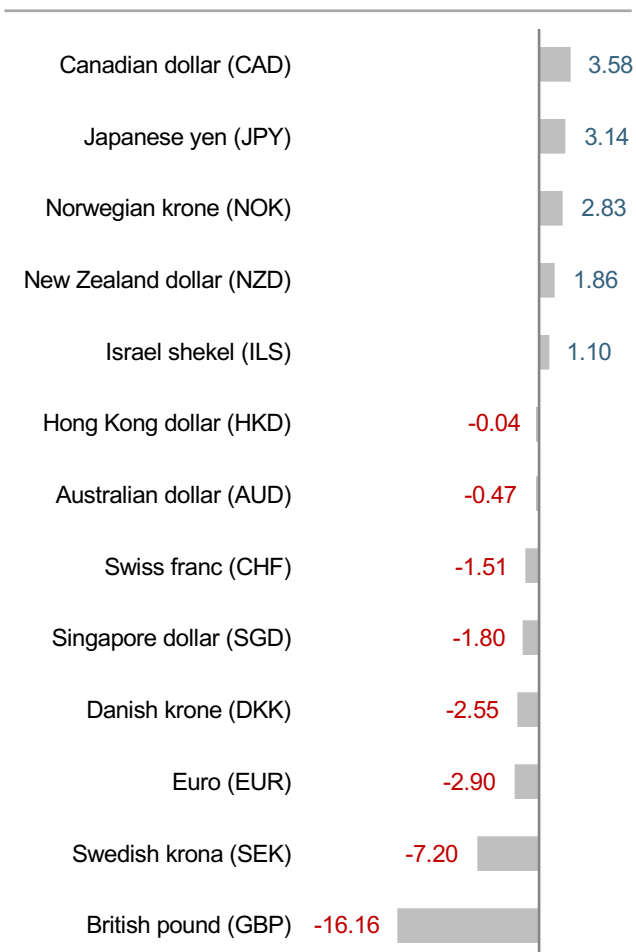 Canadian dollar (CAD) 3.58
Japanese yen (JPY) 3.14
Norwegian krone (NOK) 2.83
New Zealand dollar (NZD) 1.86
Israel shekel (ILS) 1.10
Hong Kong dollar (HKD) -0.04
Australian dollar (AUD) -0.47
Swiss franc (CHF) -1.51
Singapore dollar (SGD) -1.80
Danish krone (DKK) -2.55
Euro (EUR) -2.90
Swedish krona (SEK) -7.20
British pound (GBP) -16.16